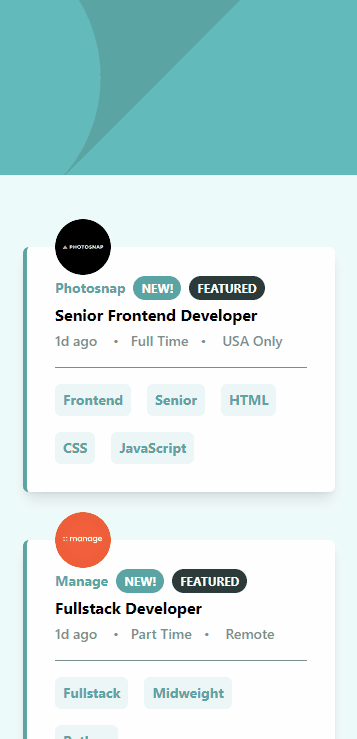 PHOTOSNAP
Photosnap NEW! FEATURED
Senior Frontend Developer
1d ago • Full Time • USA Only
Frontend Senior HTML
CSS JavaScript
:: manage
Manage NEW! FEATURED
Fullstack Developer
1d ago • Part Time • Remote
Fullstack Midweight